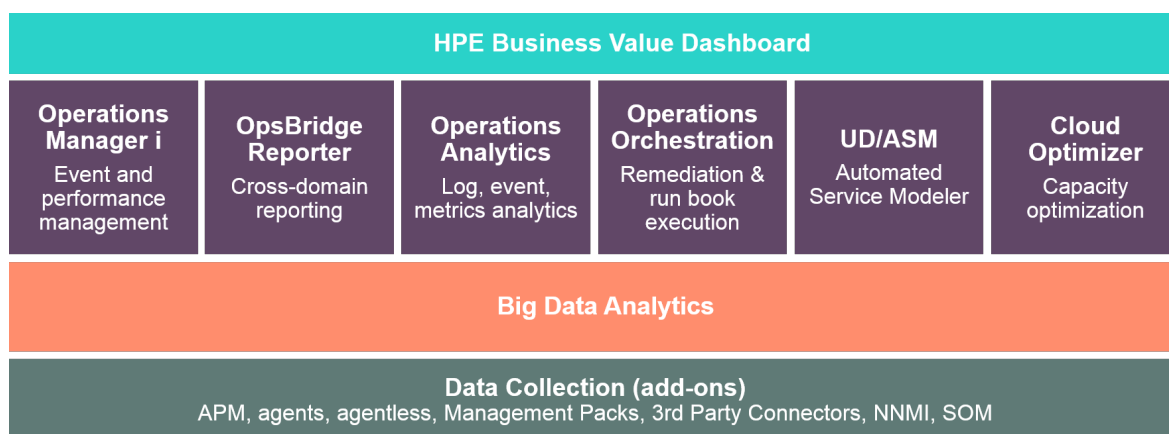 HPE Business Value Dashboard
Operations
Manager i
Event and
performance
management
OpsBridge
Reporter
Cross-domain
reporting
Operations
Analytics
Log, event,
metrics analytics
Operations
Orchestration
Remediation &
run book
execution
UD/ASM
Automated
Service Modeler
Cloud
Optimizer
Capacity
optimization
Big Data Analytics
Data Collection (add-ons)
APM, agents, agentless, Management Packs, 3rd Party Connectors, NNMI, SOM